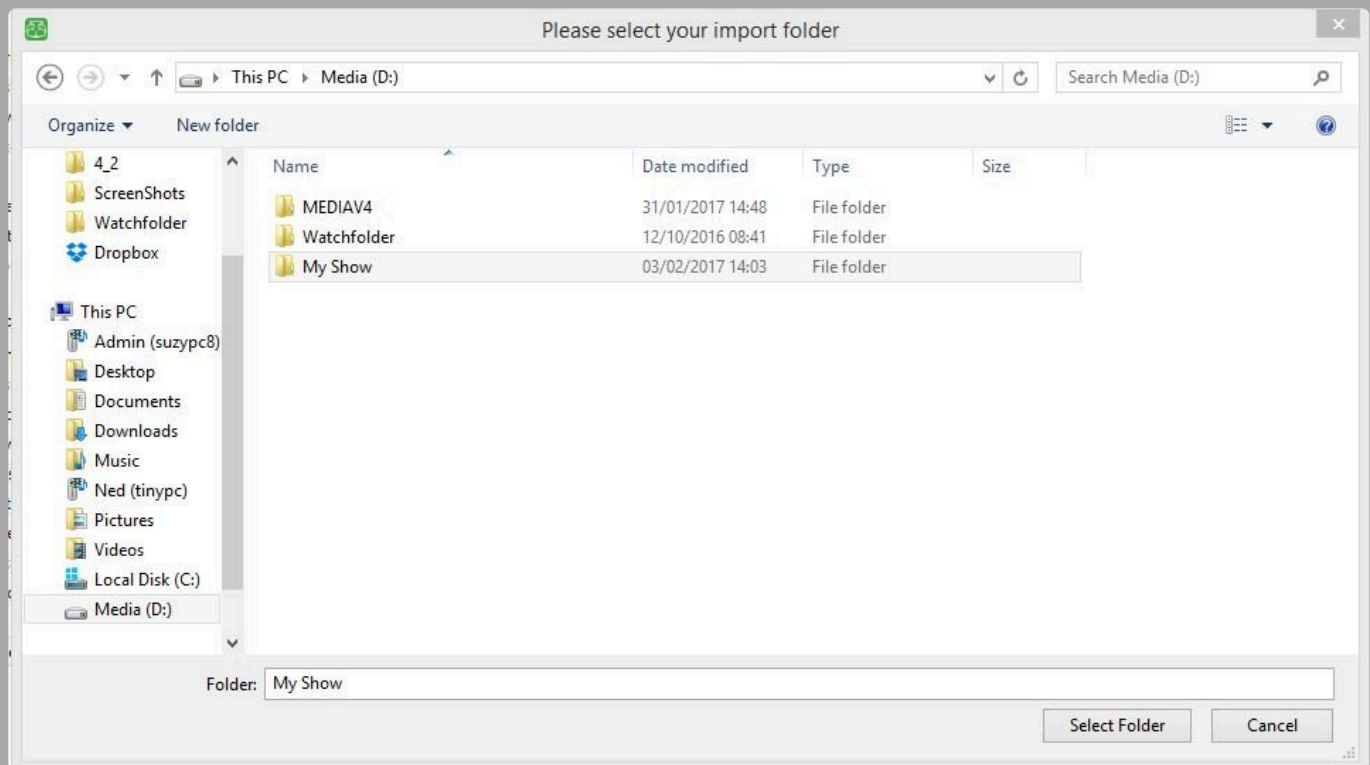 Please select your import folder
This PC Media (D:)
Search Media (D:)
Organize New folder
4_2
ScreenShots
Watchfolder
Dropbox
This PC
Admin (suzypc8)
Desktop
Documents
Downloads
Music
Ned (tinypc)
Pictures
Videos
Local Disk (C:)
Media (D:)
Name Date modified Type Size
MEDIAV4 31/01/2017 14:48 File folder
Watchfolder 12/10/2016 08:41 File folder
My Show 03/02/2017 14:03 File folder
Folder: My Show
Select Folder Cancel